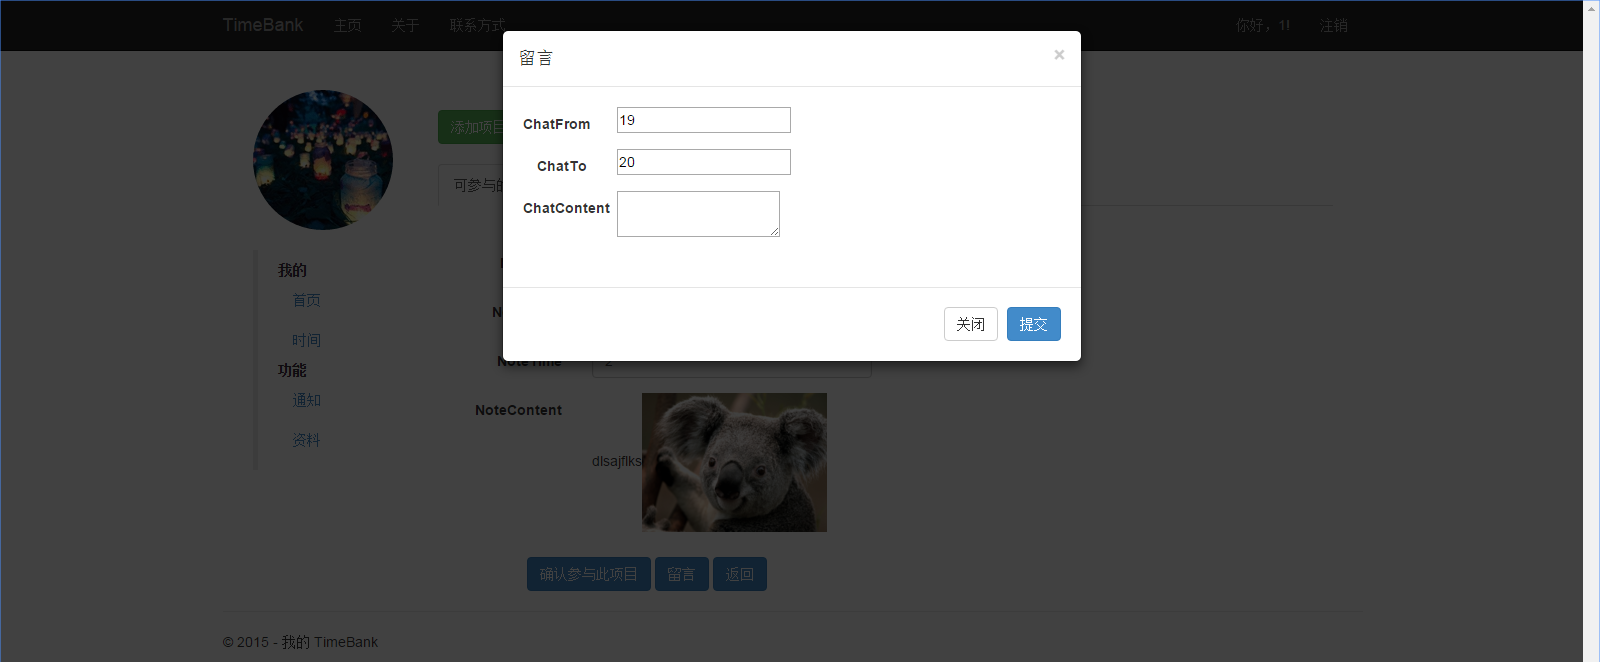 TimeBank 主页 关于 联系方式 你好，1! 注销
留言 ×
ChatFrom 19
ChatTo 20
ChatContent
关闭 提交
添加项目
可参与的
我的
首页
时间
功能
通知
资料
N
NoteTime 2
NoteContent
dlsajflks
确认参与此项目 留言 返回
© 2015 - 我的 TimeBank